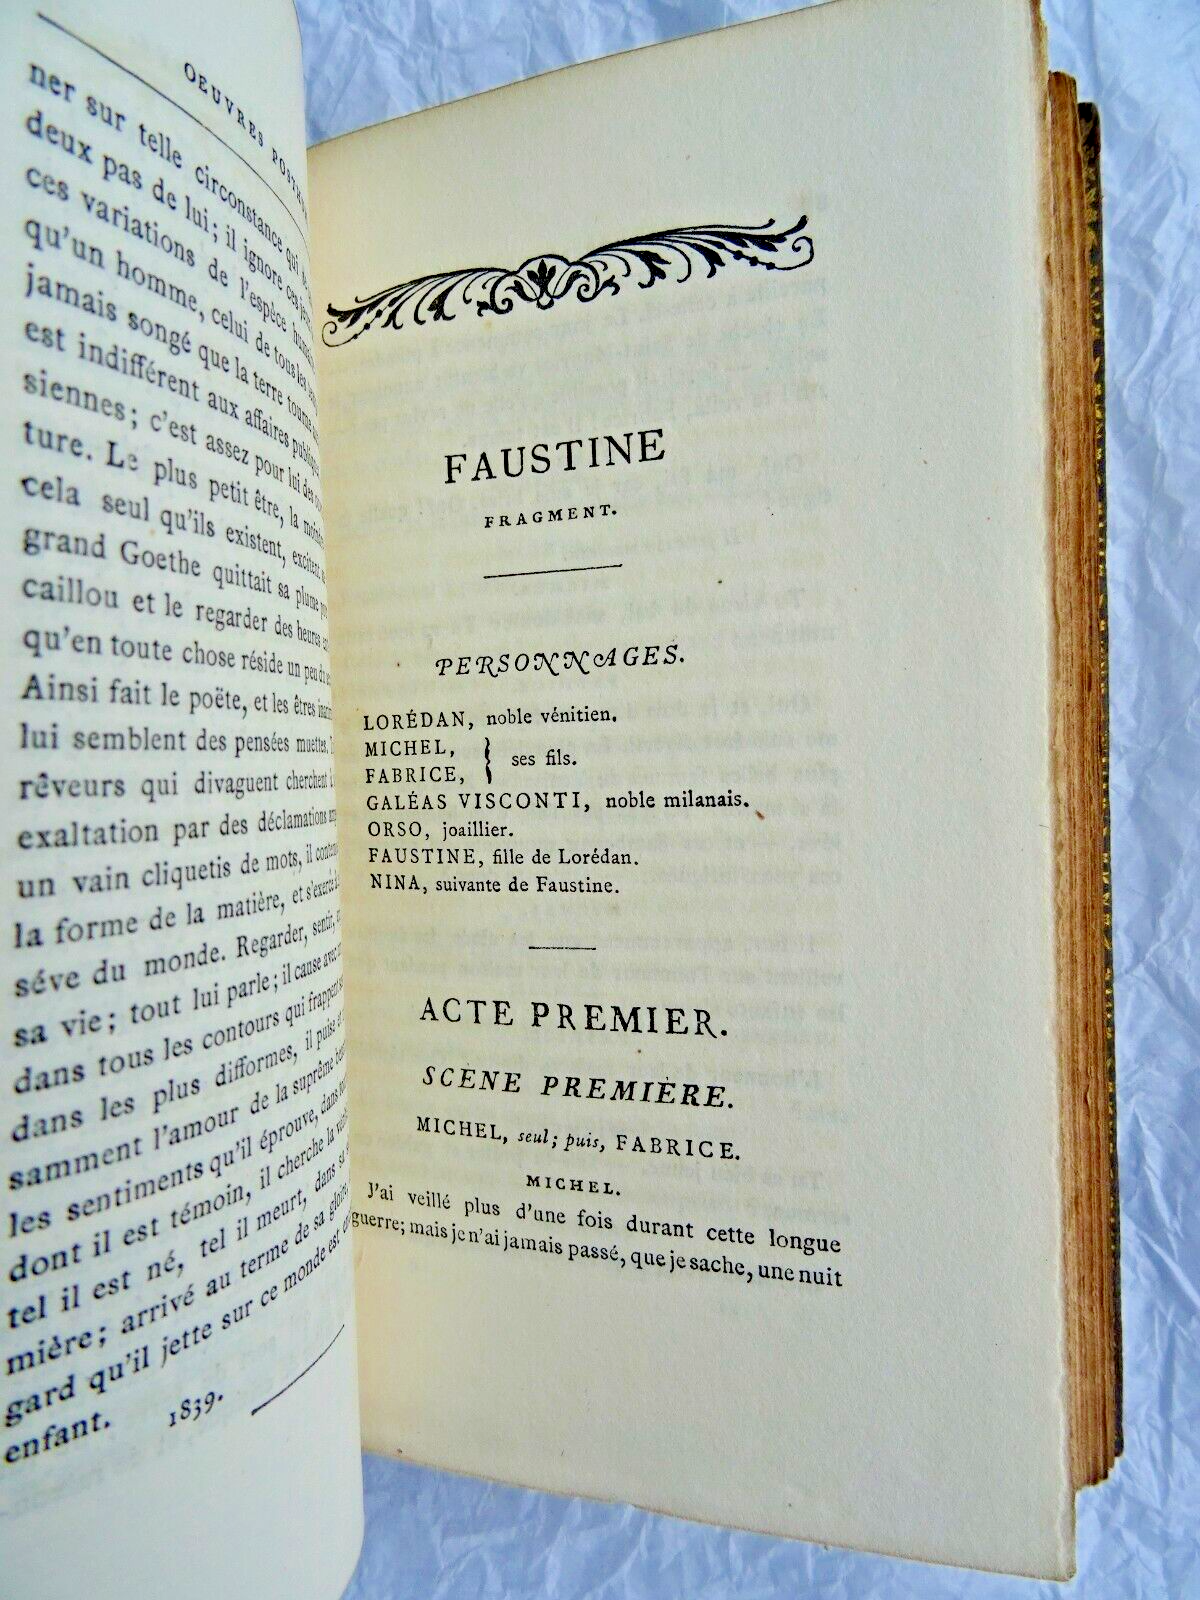 OEUVRES
ner sur telle circonstance qui
deux pas de lui; il ignore ces
ces variations de l'espèce
qu'un homme, celui de tous les
jamais songé que la terre tourne
est indifférent aux affaires
siennes; c'est assez pour lui des
ture. Le plus petit être, la
cela seul qu'ils existent,
grand Goethe quittait sa plume
caillou et le regarder des heures
qu'en toute chose réside un peu
Ainsi fait le poëte, et les êtres
lui semblent des pensées muettes.
rêveurs qui divaguent cherchent
exaltation par des déclamations
un vain cliquetis de mots, il
la forme de la matière, et s'exerce
séve du monde. Regarder, sentir,
sa vie; tout lui parle; il cause avec
dans tous les contours qui frappent
dans les plus difformes, il puise
samment l'amour de la suprême
les sentiments qu'il éprouve, dans
dont il est témoin, il cherche la
tel il est né, tel il meurt, dans sa
mière; arrivé au terme de sa gloire,
gard qu'il jette sur ce monde est
enfant.
1839.
FAUSTINE
FRAGMENT.
PERSONNAGES.
LORÉDAN, noble vénitien.
MICHEL,
FABRICE, } ses fils.
GALÉAS VISCONTI, noble milanais.
ORSO, joaillier.
FAUSTINE, fille de Lorédan.
NINA, suivante de Faustine.
ACTE PREMIER.
SCÈNE PREMIÈRE.
MICHEL, seul; puis, FABRICE.
MICHEL.
J'ai veillé plus d'une fois durant cette longue
guerre; mais je n'ai jamais passé, que je sache, une nuit